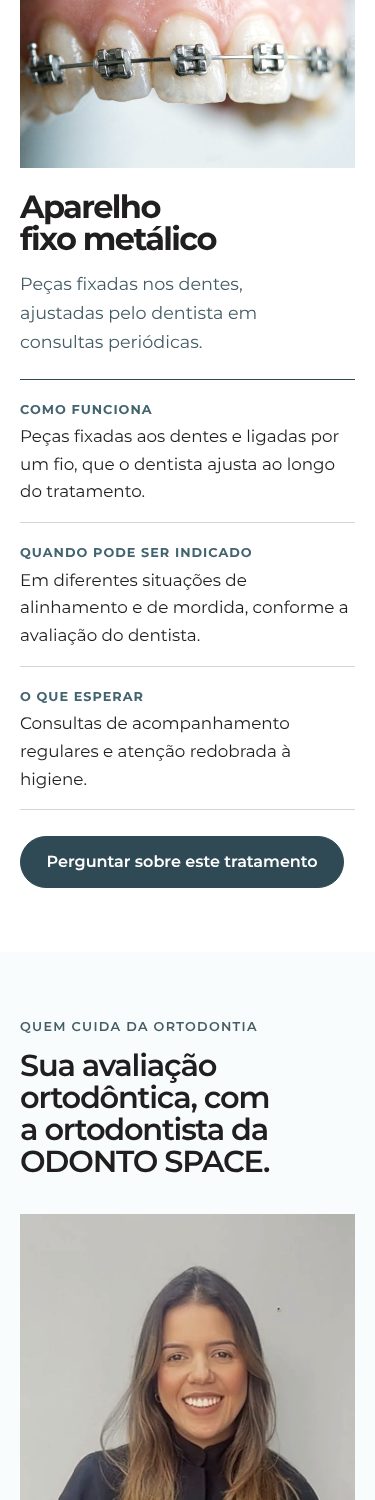 Aparelho
fixo metálico
Peças fixadas nos dentes,
ajustadas pelo dentista em
consultas periódicas.
COMO FUNCIONA
Peças fixadas aos dentes e ligadas por
um fio, que o dentista ajusta ao longo
do tratamento.
QUANDO PODE SER INDICADO
Em diferentes situações de
alinhamento e de mordida, conforme a
avaliação do dentista.
O QUE ESPERAR
Consultas de acompanhamento
regulares e atenção redobrada à
higiene.
Perguntar sobre este tratamento
QUEM CUIDA DA ORTODONTIA
Sua avaliação
ortodôntica, com
a ortodontista da
ODONTO SPACE.